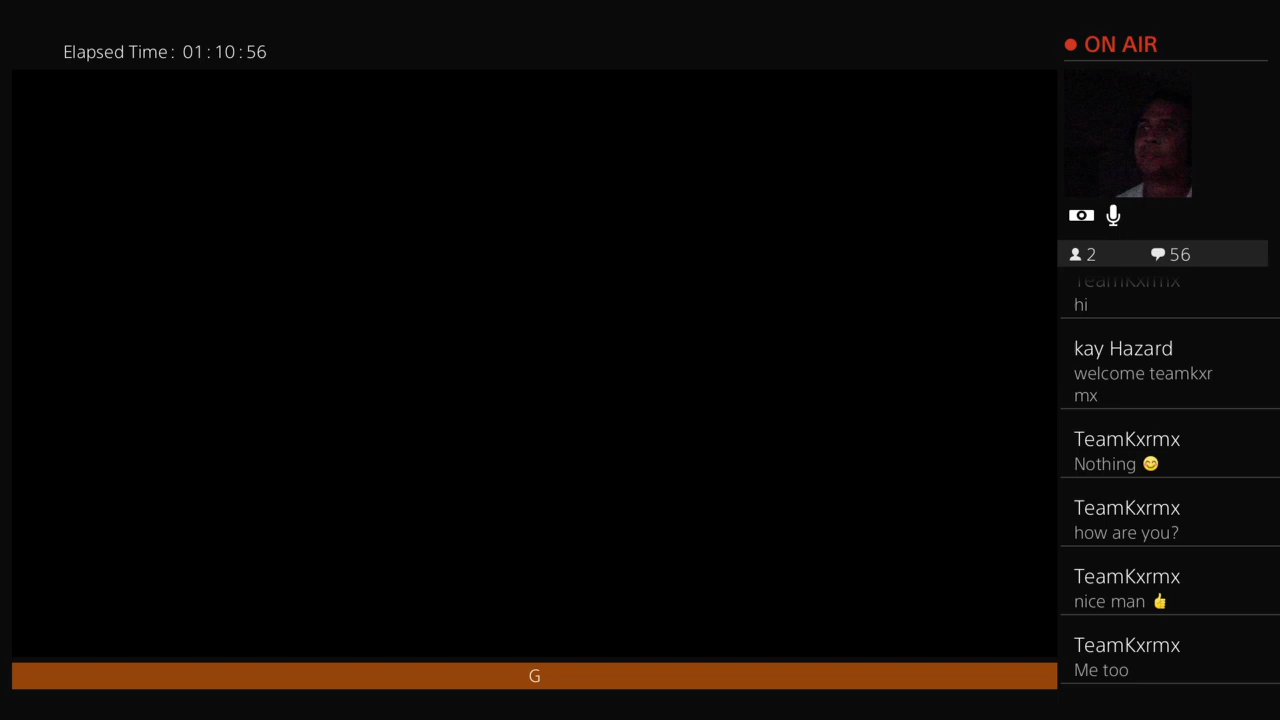 Elapsed Time: 01:10:56
ON AIR
2 56
TeamKxrmx
hi
kay Hazard
welcome teamkxr
mx
TeamKxrmx
Nothing 😊
TeamKxrmx
how are you?
TeamKxrmx
nice man 👍
TeamKxrmx
Me too
G